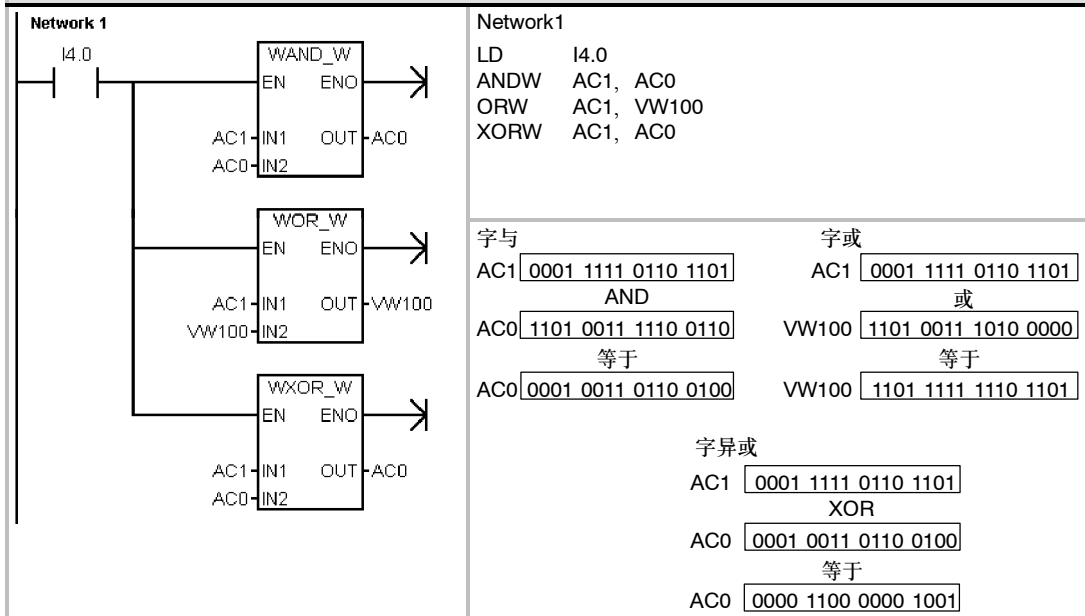 Network 1
I4.0
WAND_W
EN ENO
AC1 IN1 OUT AC0
AC0 IN2
WOR_W
EN ENO
AC1 IN1 OUT VW100
VW100 IN2
WXOR_W
EN ENO
AC1 IN1 OUT AC0
AC0 IN2
Network1
LD I4.0
ANDW AC1, AC0
ORW AC1, VW100
XORW AC1, AC0
字与
AC1 0001 1111 0110 1101
AND
AC0 1101 0011 1110 0110
等于
AC0 0001 0011 0110 0100
字或
AC1 0001 1111 0110 1101
或
VW100 1101 0011 1010 0000
等于
VW100 1101 1111 1110 1101
字异或
AC1 0001 1111 0110 1101
XOR
AC0 0001 0011 0110 0100
等于
AC0 0000 1100 0000 1001